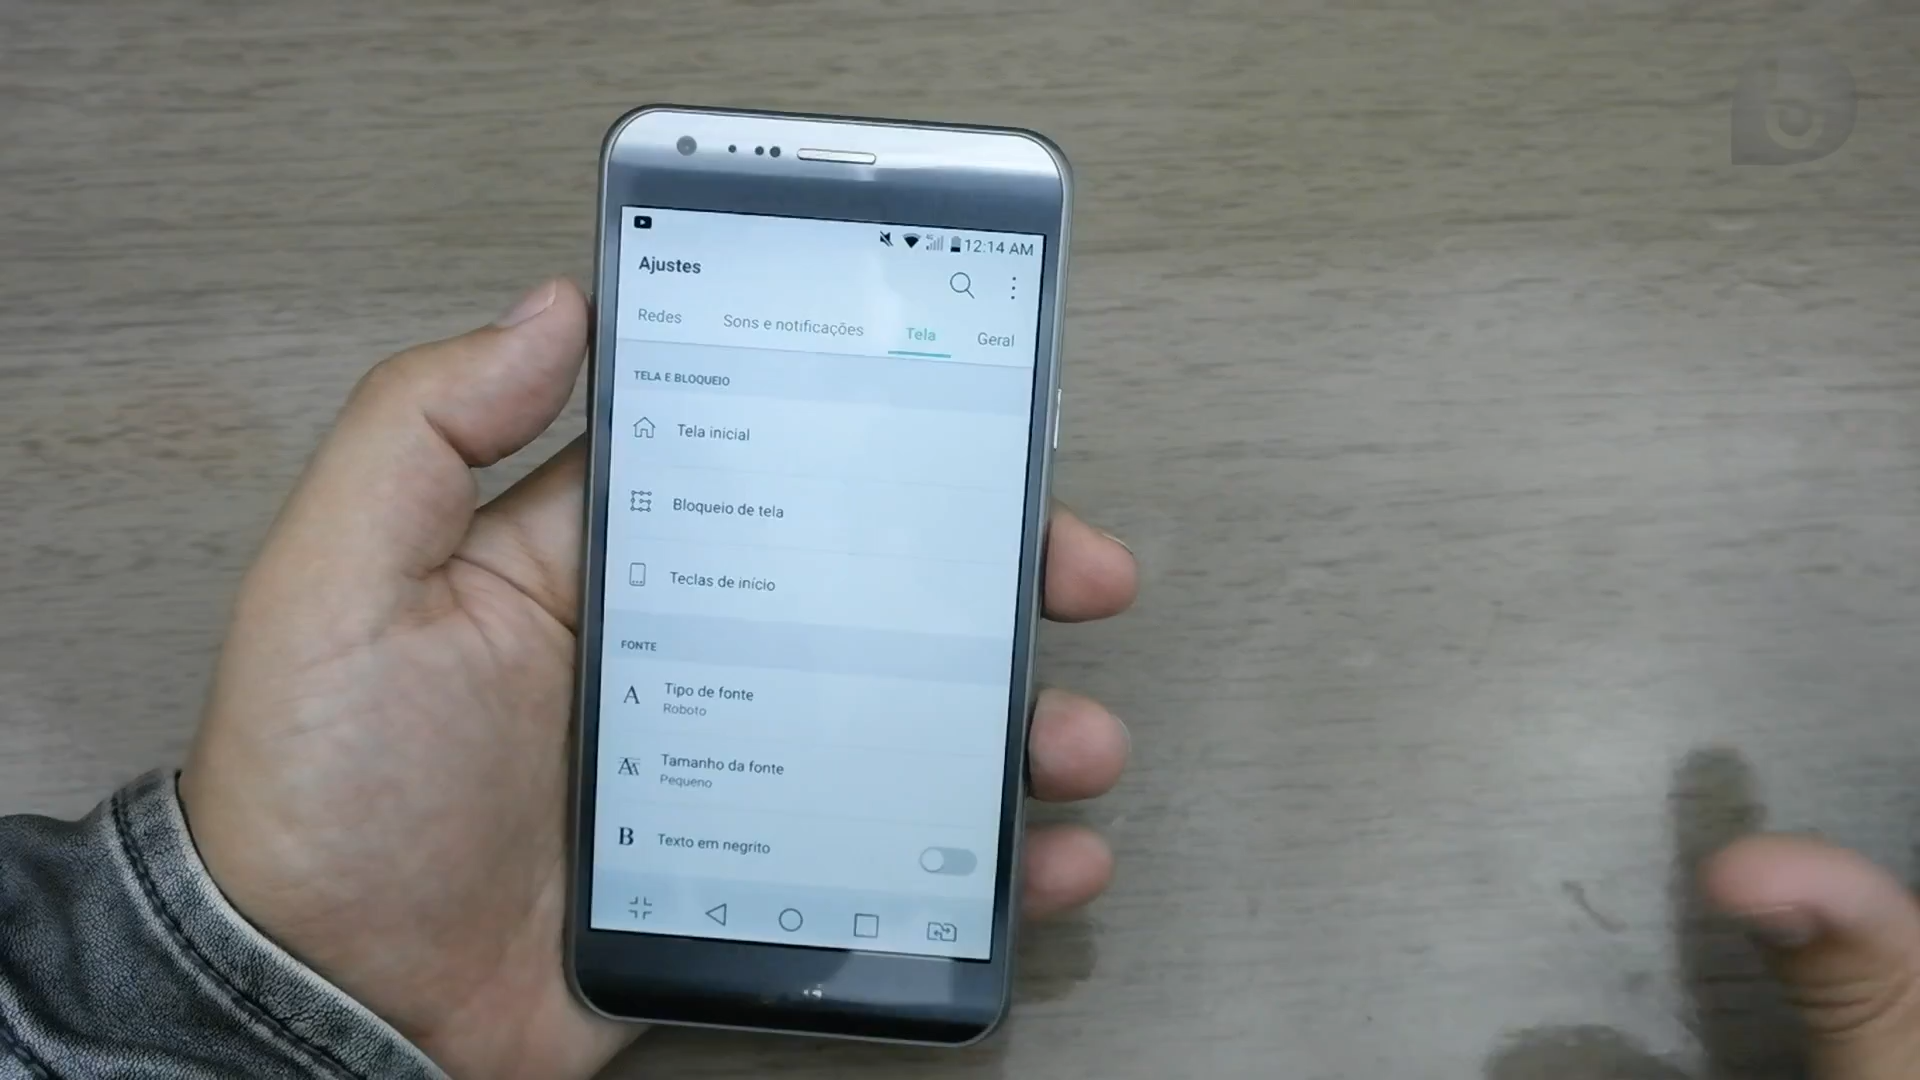 12:14 AM
Ajustes
Redes
Sons e notificações
Tela
Geral
TELA E BLOQUEIO
Tela inicial
Bloqueio de tela
Teclas de início
FONTE
A
Tipo de fonte
Roboto
AA
Tamanho da fonte
Pequeno
B
Texto em negrito